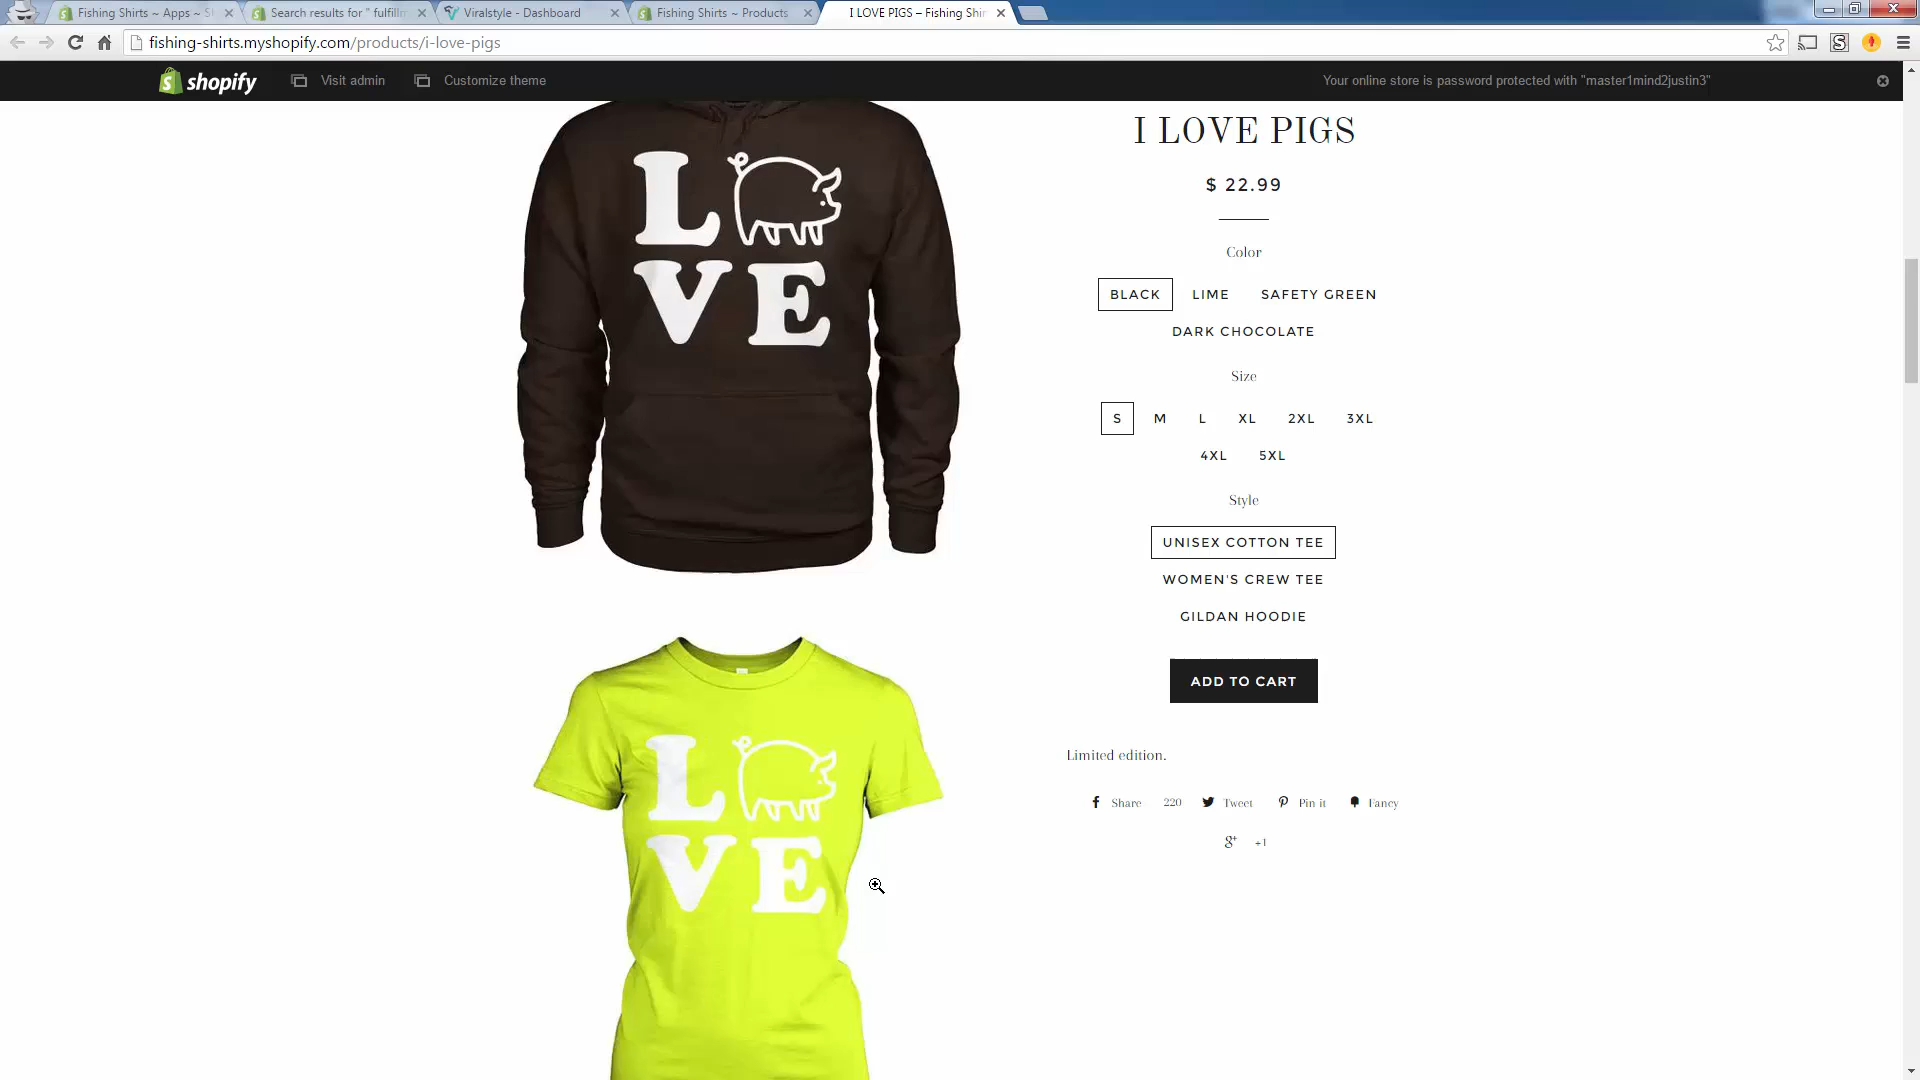 Fishing Shirts ~ Apps ~ S
Search results for " fulfillm
Viralstyle - Dashboard
Fishing Shirts ~ Products
I LOVE PIGS – Fishing Shir
fishing-shirts.myshopify.com/products/i-love-pigs
shopify
Visit admin
Customize theme
Your online store is password protected with "master1mind2justin3"
I LOVE PIGS
$ 22.99
Color
BLACK LIME SAFETY GREEN
DARK CHOCOLATE
Size
S M L XL 2XL 3XL
4XL 5XL
Style
UNISEX COTTON TEE
WOMEN'S CREW TEE
GILDAN HOODIE
ADD TO CART
Limited edition.
Share 220 Tweet Pin it Fancy
g+ +1
L
VE
L
VE